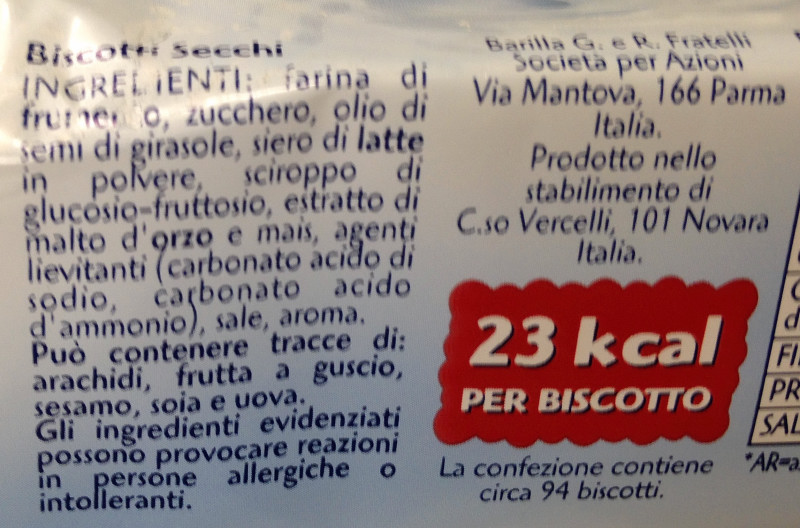 Biscotti Secchi
INGREDIENTI: farina di
frumento, zucchero, olio di
semi di girasole, siero di latte
in polvere, sciroppo di
glucosio-fruttosio, estratto di
malto d'orzo e mais, agenti
lievitanti (carbonato acido di
sodio, carbonato acido
d'ammonio), sale, aroma.
Può contenere tracce di:
arachidi, frutta a guscio,
sesamo, soia e uova.
Gli ingredienti evidenziati
possono provocare reazioni
in persone allergiche o
intolleranti.
Barilla G. e R. Fratelli
Società per Azioni
Via Mantova, 166 Parma
Italia.
Prodotto nello
stabilimento di
C.so Vercelli, 101 Novara
Italia.
23 kcal
PER BISCOTTO
La confezione contiene
circa 94 biscotti.
FI
PR
SAL
*AR=a